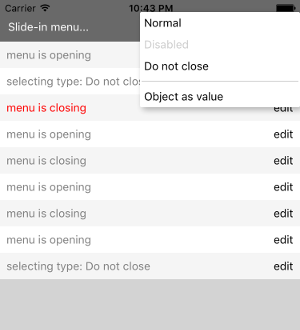 Carrier 10:43 PM
Slide-in menu...
Normal
Disabled
Do not close
Object as value
menu is opening
selecting type: Do not clo
menu is closing edit
menu is opening edit
menu is closing edit
menu is opening edit
menu is closing edit
menu is opening edit
selecting type: Do not close edit